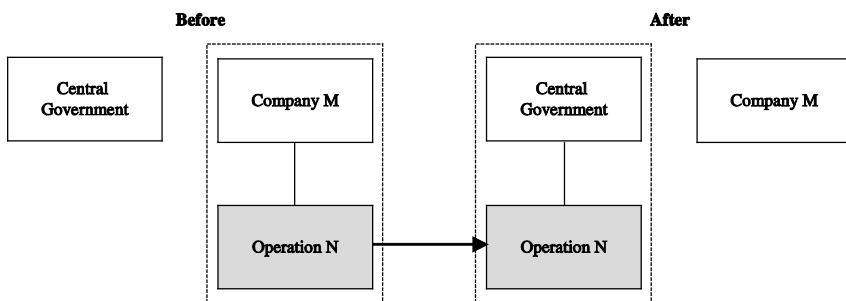 Before
After
Central
Government
Company M
Central
Government
Company M
Operation N
Operation N